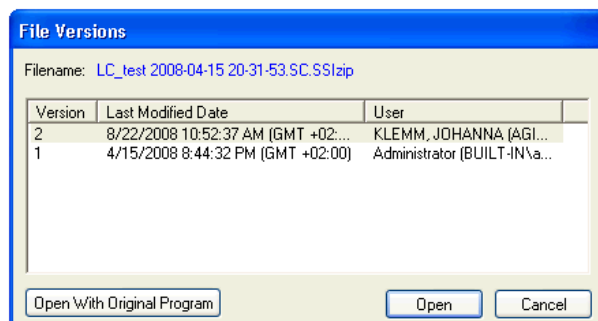 File Versions
Filename: LC_test 2008-04-15 20-31-53.SC.SSIzip
Version Last Modified Date User
2 8/22/2008 10:52:37 AM (GMT +02:... KLEMM, JOHANNA (AGI...
1 4/15/2008 8:44:32 PM (GMT +02:00) Administrator (BUILT-IN\a...
Open With Original Program Open Cancel